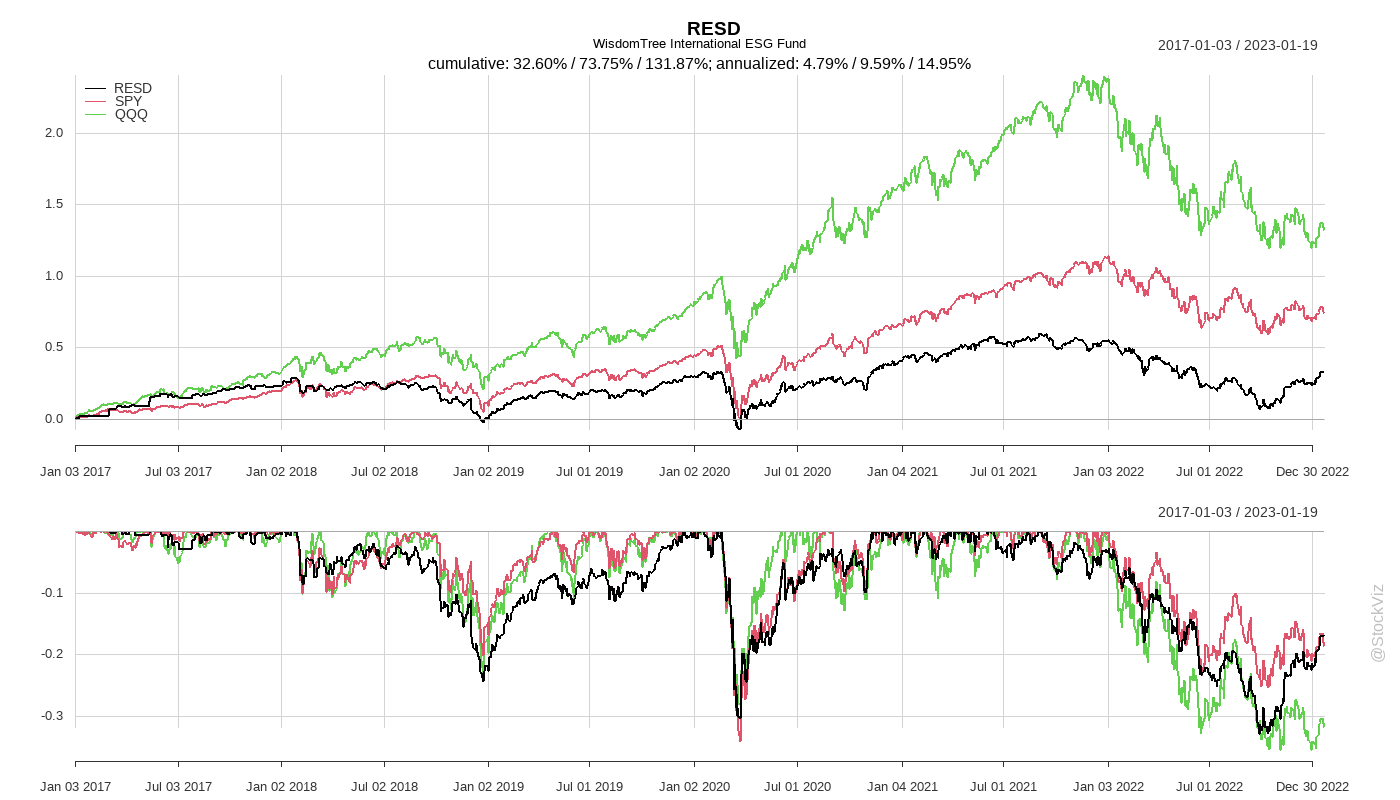 RESD
WisdomTree International ESG Fund
2017-01-03 / 2023-01-19
cumulative: 32.60% / 73.75% / 131.87%; annualized: 4.79% / 9.59% / 14.95%
RESD
SPY
QQQ
2.0
1.5
1.0
0.5
0.0
Jan 03 2017 Jul 03 2017 Jan 02 2018 Jul 02 2018 Jan 02 2019 Jul 01 2019 Jan 02 2020 Jul 01 2020 Jan 04 2021 Jul 01 2021 Jan 03 2022 Jul 01 2022 Dec 30 2022
2017-01-03 / 2023-01-19
-0.1
-0.2
-0.3
Jan 03 2017 Jul 03 2017 Jan 02 2018 Jul 02 2018 Jan 02 2019 Jul 01 2019 Jan 02 2020 Jul 01 2020 Jan 04 2021 Jul 01 2021 Jan 03 2022 Jul 01 2022 Dec 30 2022
@StockViz